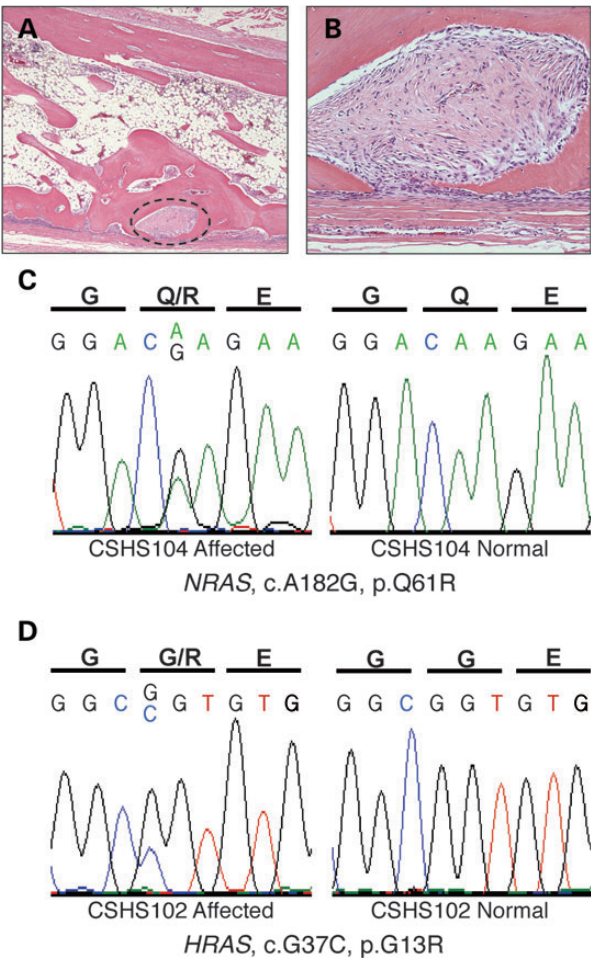 A B
C
G Q/R E G Q E
G G A C A/G A G A A G G A C A A G A A
CSHS104 Affected CSHS104 Normal
NRAS, c.A182G, p.Q61R
D
G G/R E G G E
G G C G/C G T G T G G G C G G T G T G
CSHS102 Affected CSHS102 Normal
HRAS, c.G37C, p.G13R